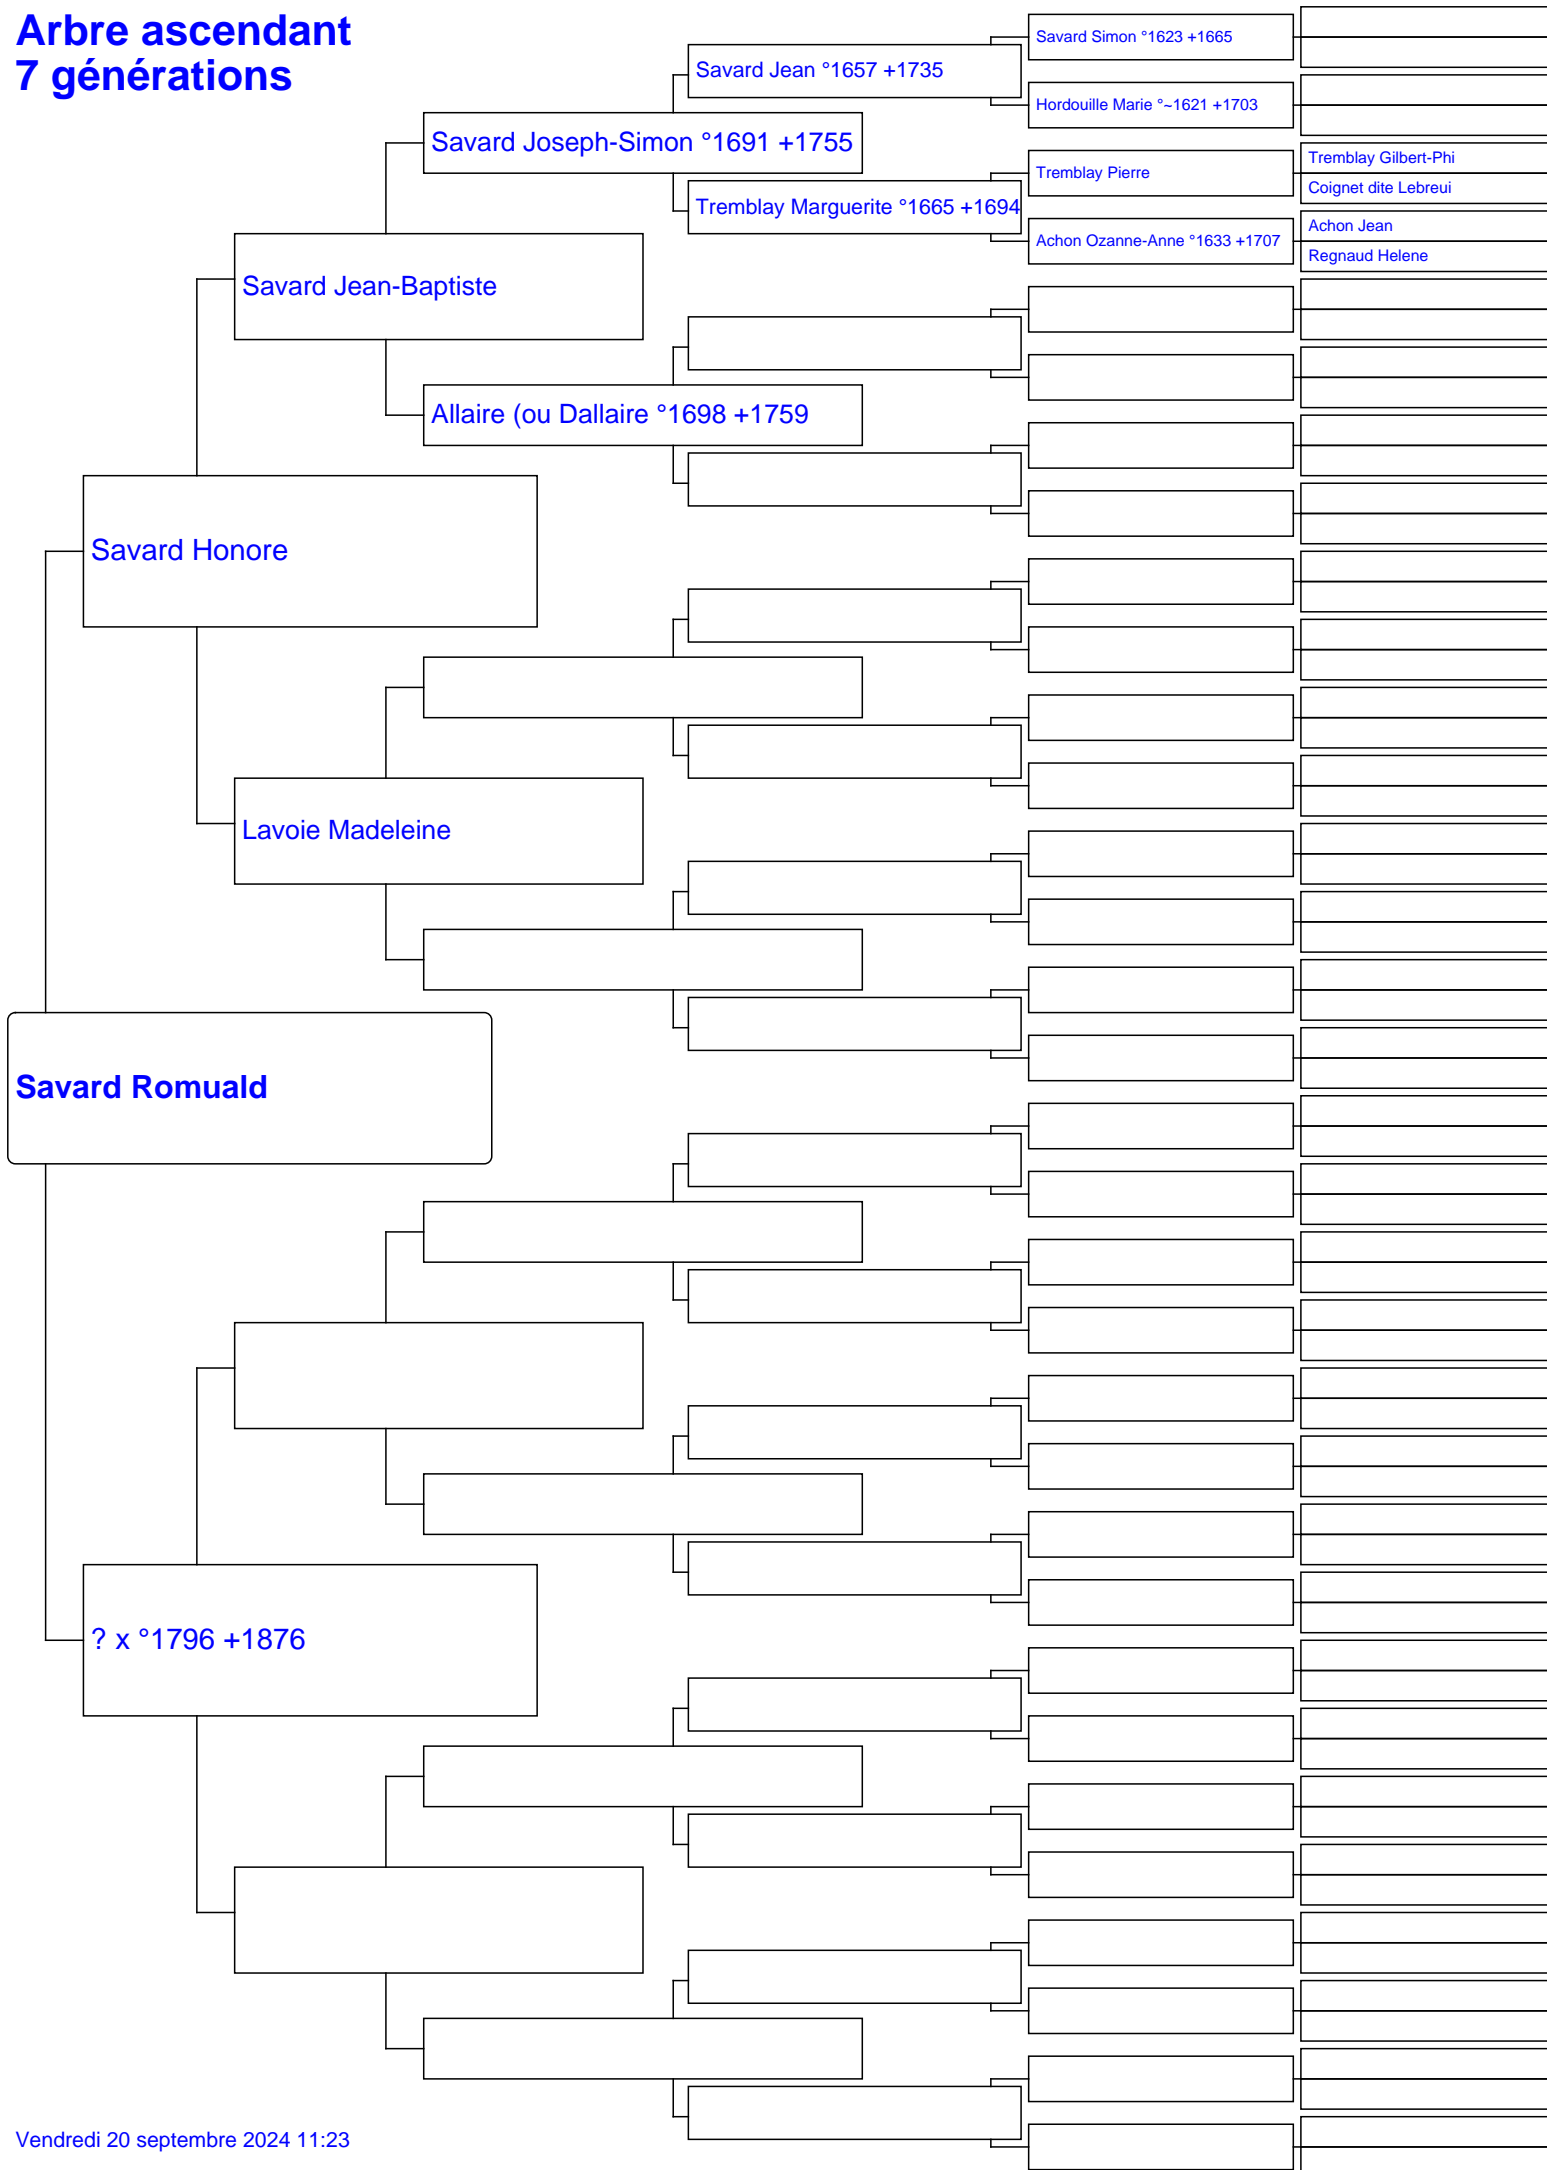 Arbre ascendant
7 générations
Savard Simon °1623 +1665
Savard Jean °1657 +1735
Hordouille Marie °~1621 +1703
Savard Joseph-Simon °1691 +1755
Tremblay Pierre
Tremblay Gilbert-Phi
Coignet dite Lebreui
Tremblay Marguerite °1665 +1694
Achon Ozanne-Anne °1633 +1707
Achon Jean
Regnaud Helene
Savard Jean-Baptiste
Allaire (ou Dallaire °1698 +1759
Savard Honore
Lavoie Madeleine
Savard Romuald
? x °1796 +1876
Vendredi 20 septembre 2024 11:23